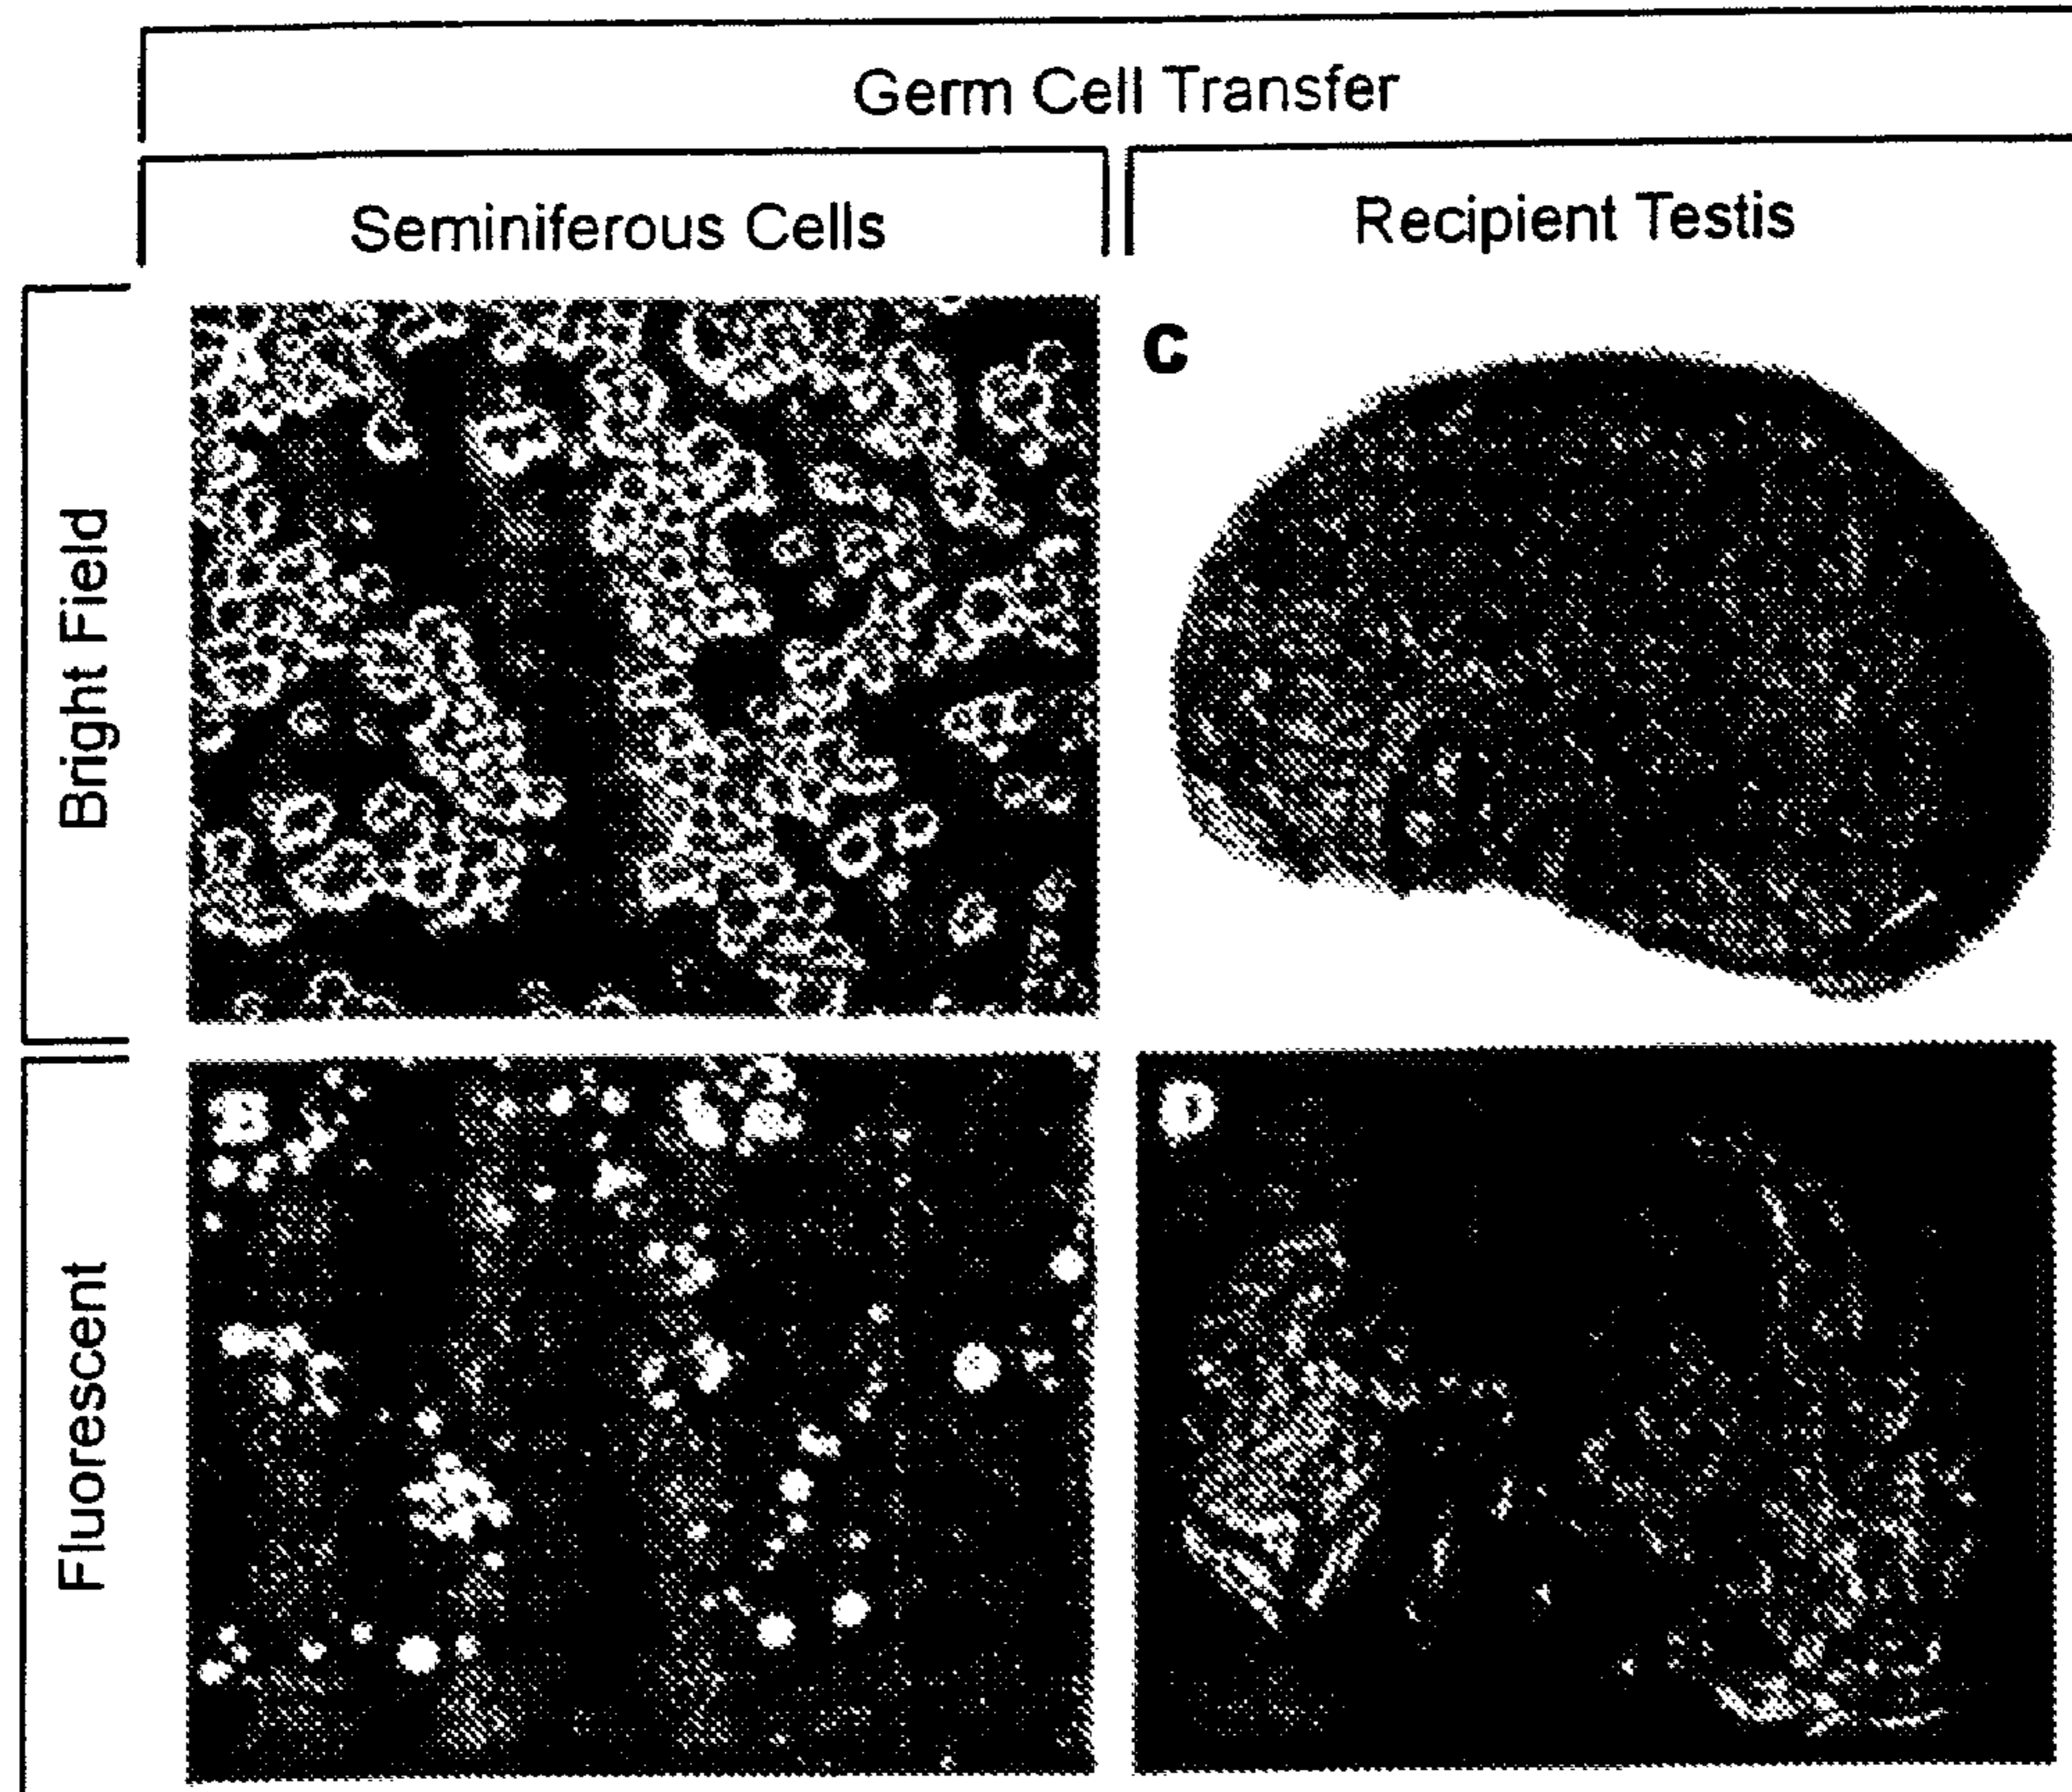 Germ Cell Transfer
Seminiferous Cells
Recipient Testis
Bright Field
A
C
Fluorescent
B
D